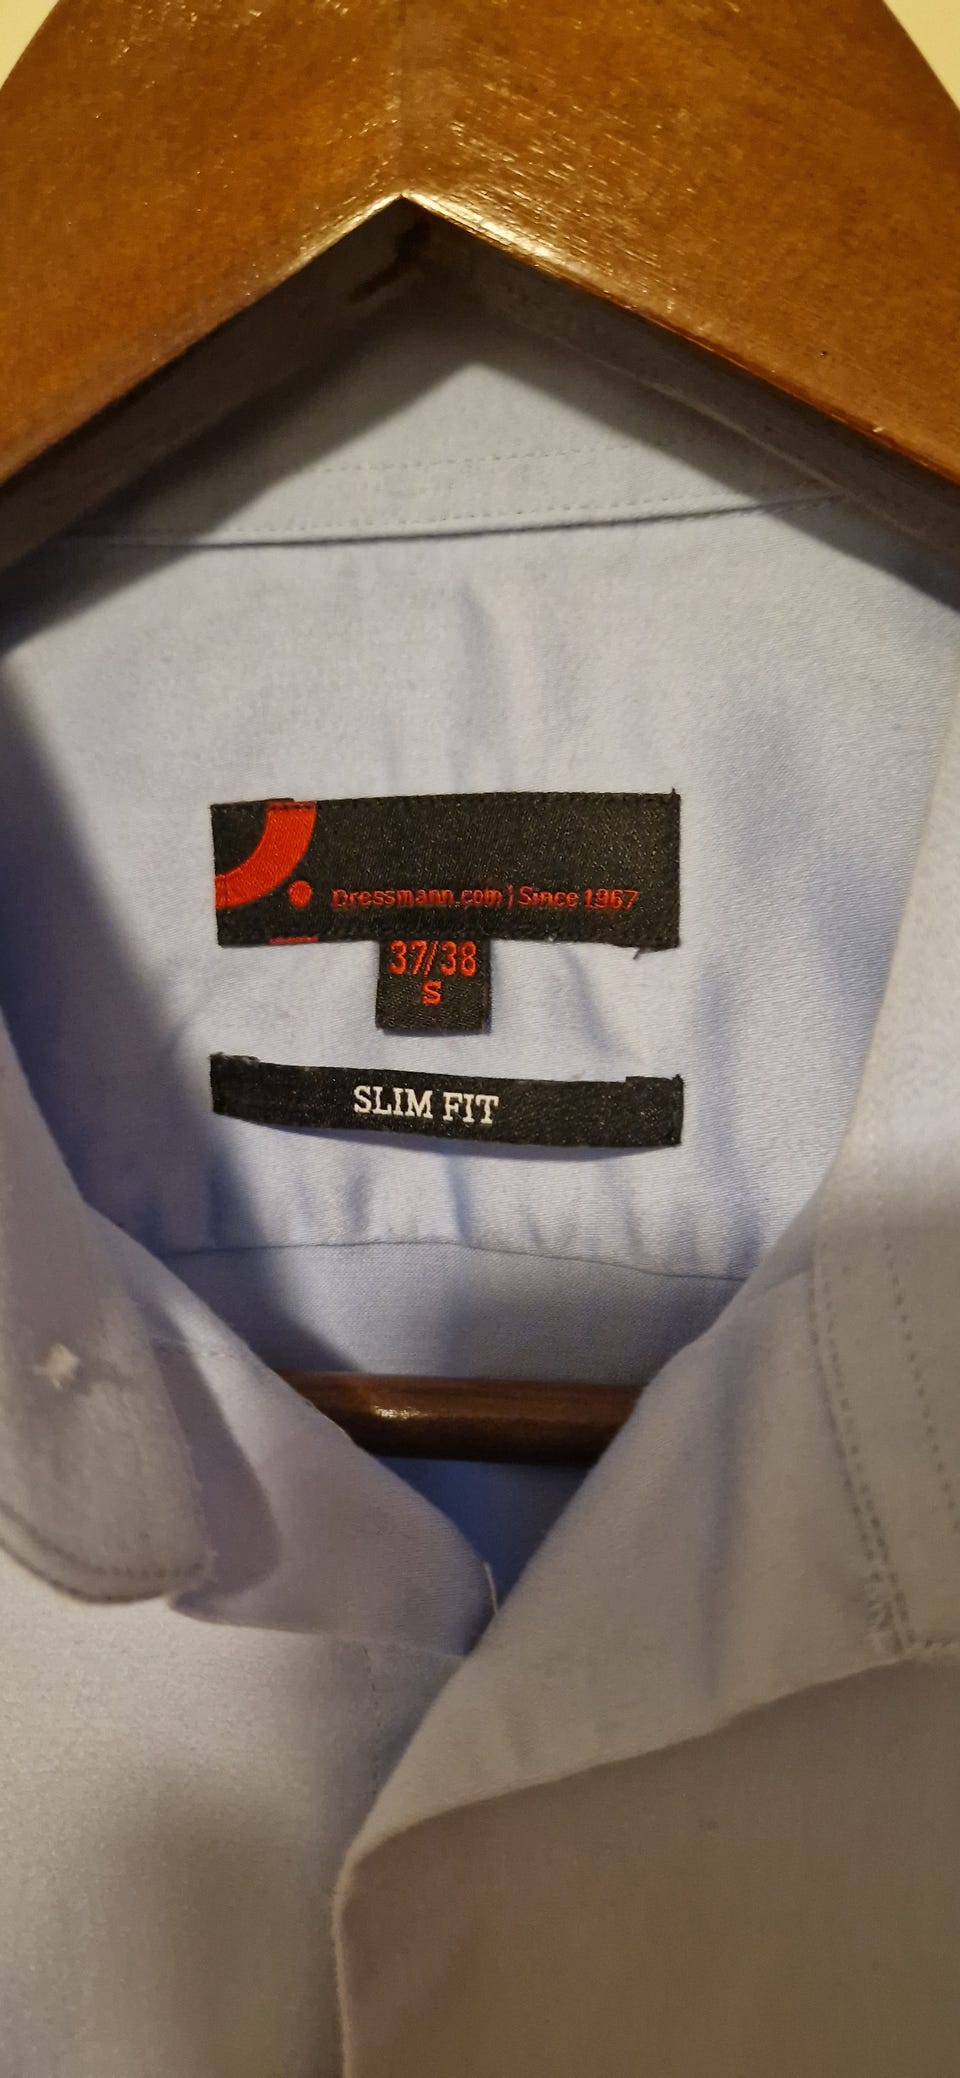 Dressmann.com | Since 1967
37/38
S
SLIM FIT